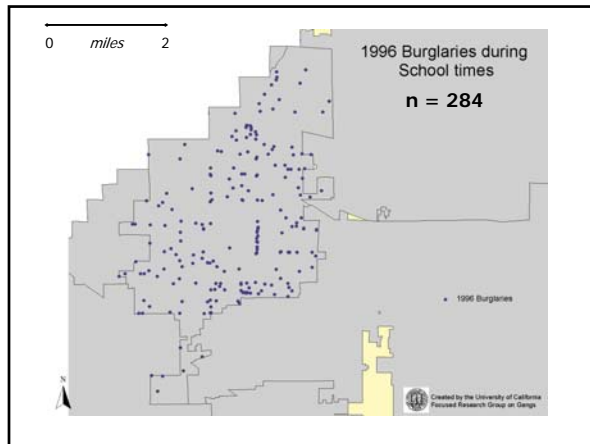 0 miles 2
1996 Burglaries during
School times
n = 284
1996 Burglaries
N
Created by the University of California
Focused Research Group on Gangs